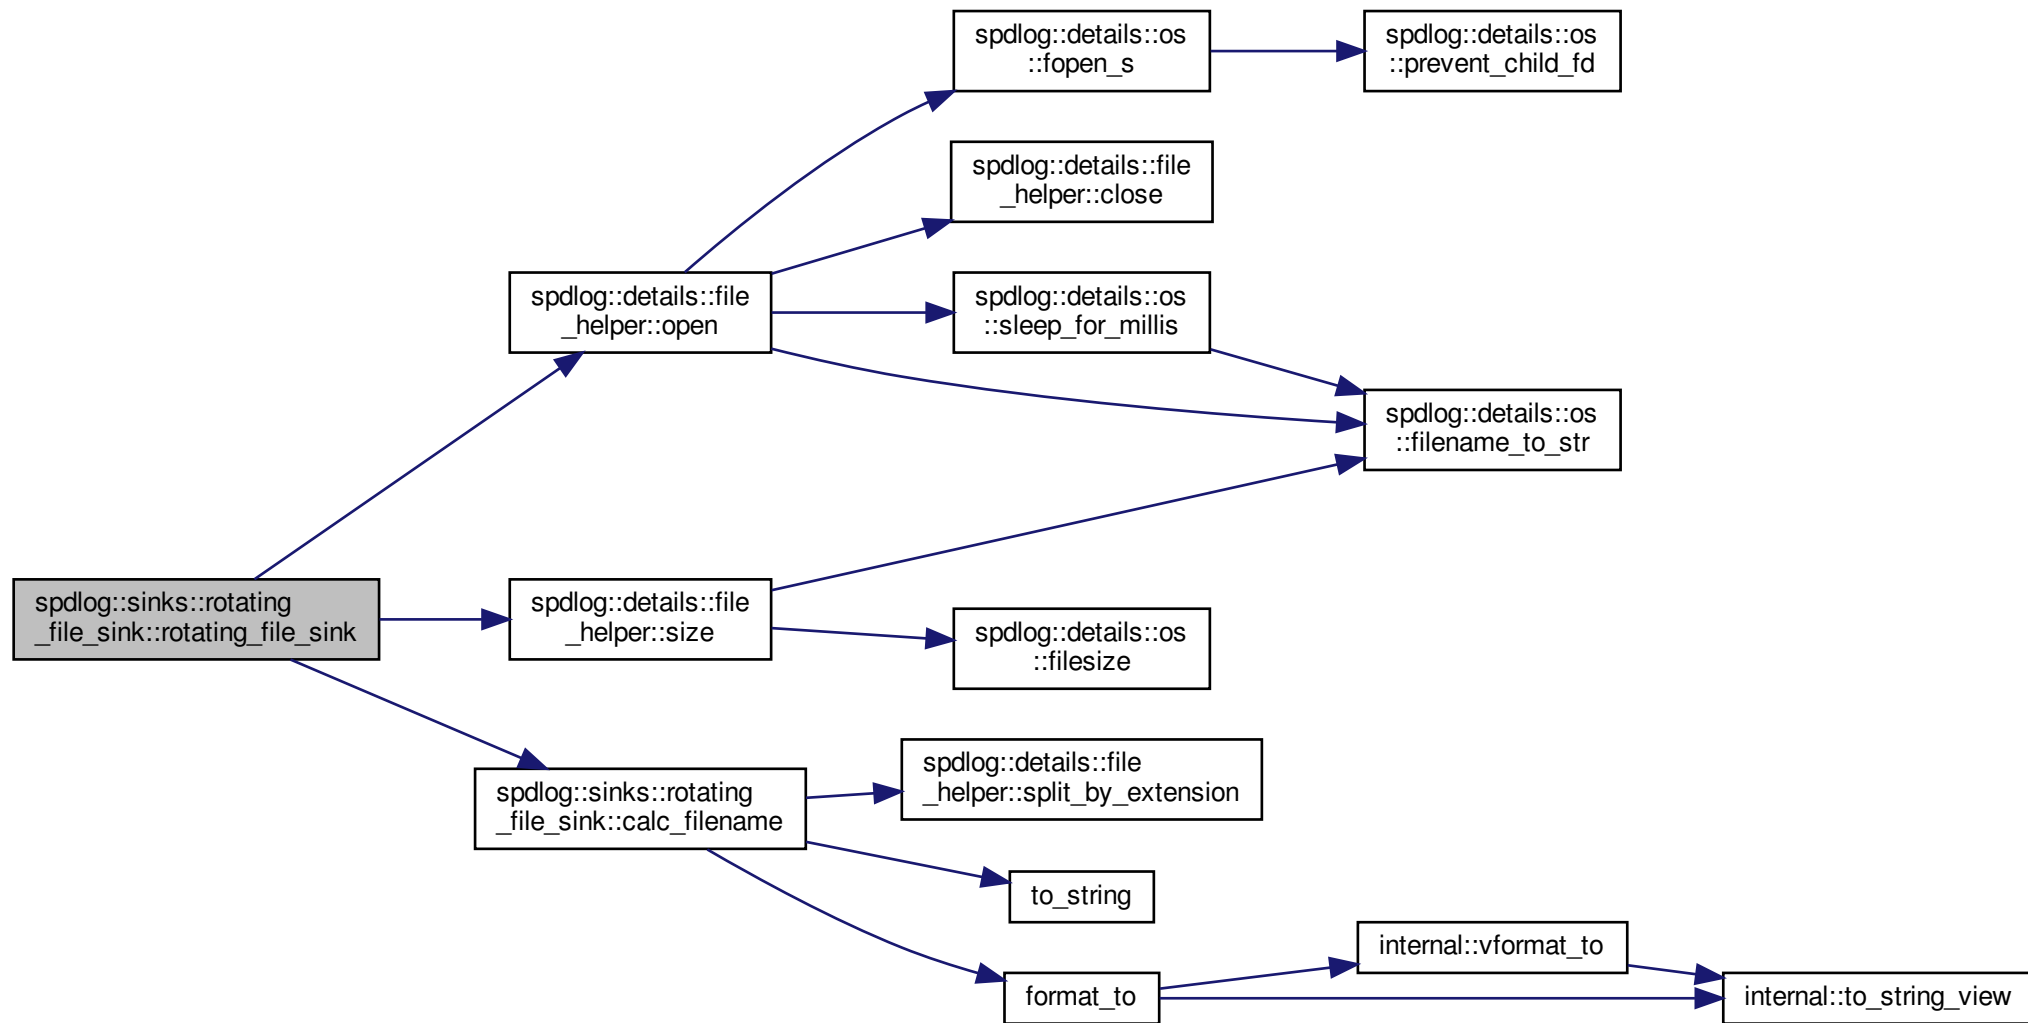 spdlog::details::os
::fopen_s
spdlog::details::os
::prevent_child_fd
spdlog::details::file
_helper::close
spdlog::details::file
_helper::open
spdlog::details::os
::sleep_for_millis
spdlog::details::os
::filename_to_str
spdlog::sinks::rotating
_file_sink::rotating_file_sink
spdlog::details::file
_helper::size
spdlog::details::os
::filesize
spdlog::details::file
_helper::split_by_extension
spdlog::sinks::rotating
_file_sink::calc_filename
to_string
internal::vformat_to
format_to
internal::to_string_view